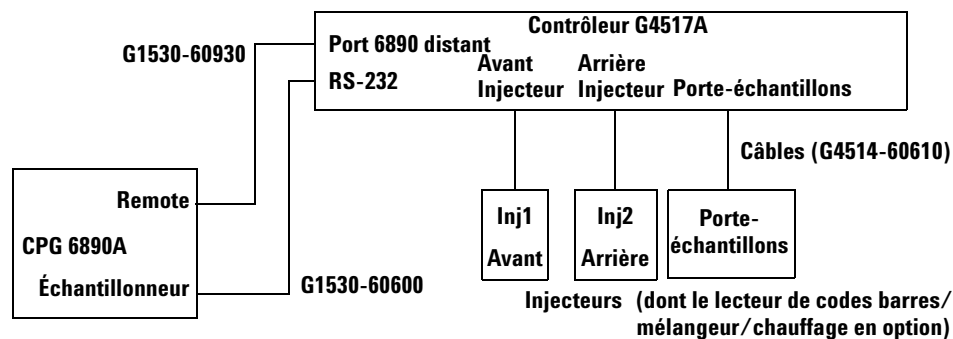 Contrôleur G4517A
G1530-60930
Port 6890 distant
RS-232
Avant
Injecteur
Arrière
Injecteur
Porte-échantillons
Câbles (G4514-60610)
Remote
CPG 6890A
Échantillonneur
G1530-60600
Inj1
Avant
Inj2
Arrière
Porte-
échantillons
Injecteurs (dont le lecteur de codes barres/
mélangeur/chauffage en option)